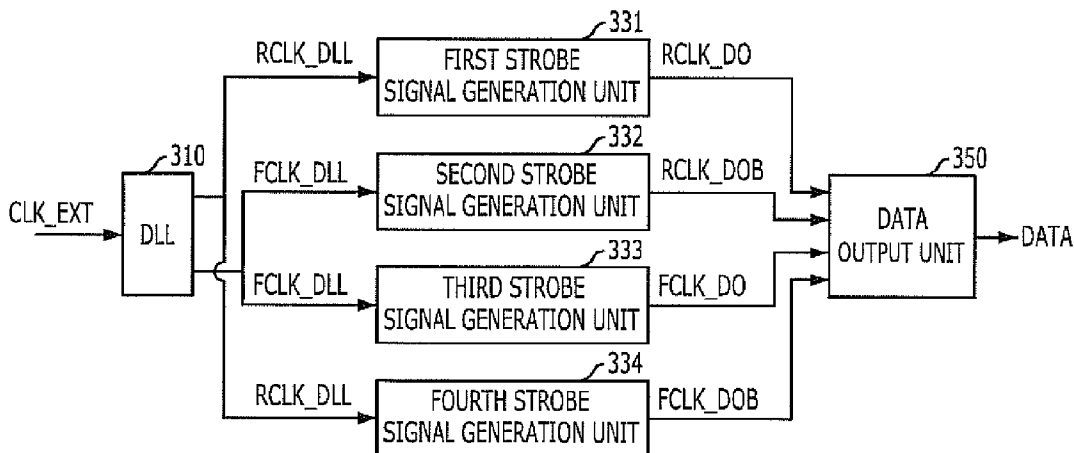 331
RCLK_DLL
FIRST STROBE
SIGNAL GENERATION UNIT
RCLK_DO
332
310
FCLK_DLL
SECOND STROBE
SIGNAL GENERATION UNIT
RCLK_DOB
350
CLK_EXT
DLL
DATA
OUTPUT UNIT
DATA
333
FCLK_DLL
THIRD STROBE
SIGNAL GENERATION UNIT
FCLK_DO
334
RCLK_DLL
FOURTH STROBE
SIGNAL GENERATION UNIT
FCLK_DOB